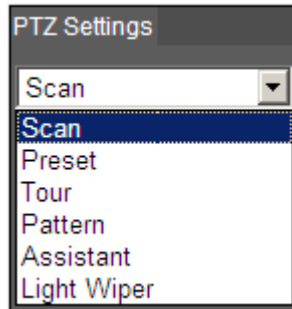 PTZ Settings
Scan
Scan
Preset
Tour
Pattern
Assistant
Light Wiper